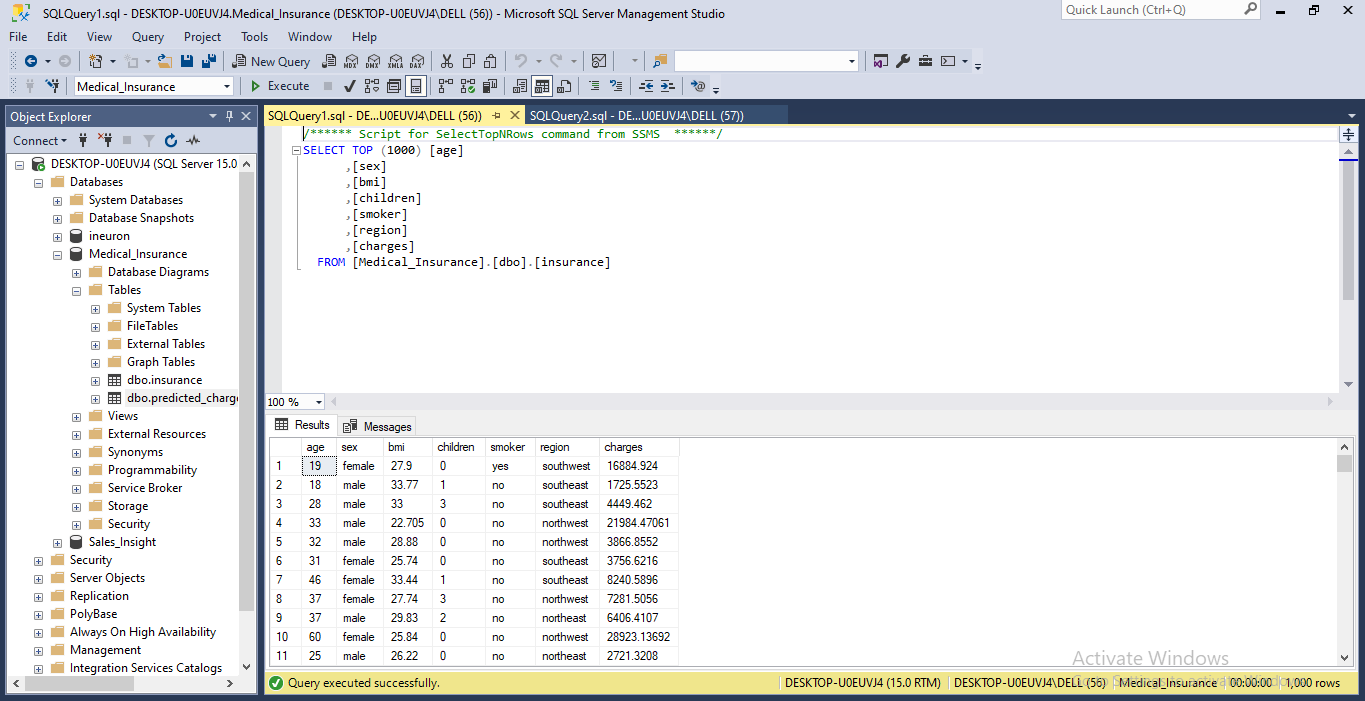 SQLQuery1.sql - DESKTOP-U0EUVJ4.Medical_Insurance (DESKTOP-U0EUVJ4\DELL (56)) - Microsoft SQL Server Management Studio
Quick Launch (Ctrl+Q)
File Edit View Query Project Tools Window Help
New Query MDX DMX XMLA DAX
Medical_Insurance Execute
Object Explorer
Connect
DESKTOP-U0EUVJ4 (SQL Server 15.0
Databases
System Databases
Database Snapshots
ineuron
Medical_Insurance
Database Diagrams
Tables
System Tables
FileTables
External Tables
Graph Tables
dbo.insurance
dbo.predicted_charge
Views
External Resources
Synonyms
Programmability
Service Broker
Storage
Security
Sales_Insight
Security
Server Objects
Replication
PolyBase
Always On High Availability
Management
Integration Services Catalogs
SQLQuery1.sql - DE...U0EUVJ4\DELL (56)) SQLQuery2.sql - DE...U0EUVJ4\DELL (57))
/****** Script for SelectTopNRows command from SSMS ******/
SELECT TOP (1000) [age]
,[sex]
,[bmi]
,[children]
,[smoker]
,[region]
,[charges]
FROM [Medical_Insurance].[dbo].[insurance]
100 %
Results Messages
age sex bmi children smoker region charges
1 19 female 27.9 0 yes southwest 16884.924
2 18 male 33.77 1 no southeast 1725.5523
3 28 male 33 3 no southeast 4449.462
4 33 male 22.705 0 no northwest 21984.47061
5 32 male 28.88 0 no northwest 3866.8552
6 31 female 25.74 0 no southeast 3756.6216
7 46 female 33.44 1 no southeast 8240.5896
8 37 female 27.74 3 no northwest 7281.5056
9 37 male 29.83 2 no northeast 6406.4107
10 60 female 25.84 0 no northwest 28923.13692
11 25 male 26.22 0 no northeast 2721.3208
Activate Windows
Go to Settings to activate Windows.
Query executed successfully. DESKTOP-U0EUVJ4 (15.0 RTM) DESKTOP-U0EUVJ4\DELL (56) Medical_Insurance 00:00:00 1,000 rows